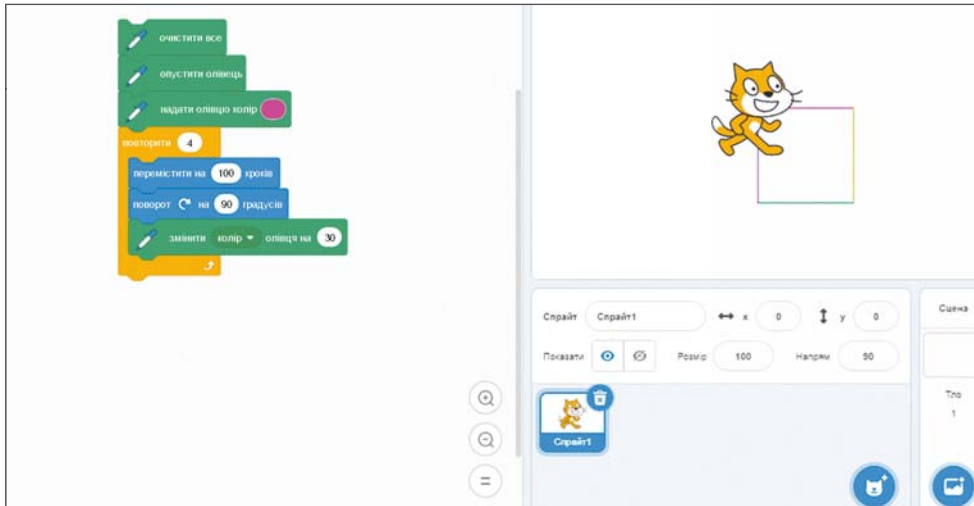 очистити все
опустити олівець
надати олівцю колір
повторити 4
перемістити на 100 кроків
поворот на 90 градусів
змінити колір олівця на 30
Спрайт Спрайт1 x 0 y 0
Показати Розмір 100 Напрям 90
Спрайт1
Сцена
Тло
1